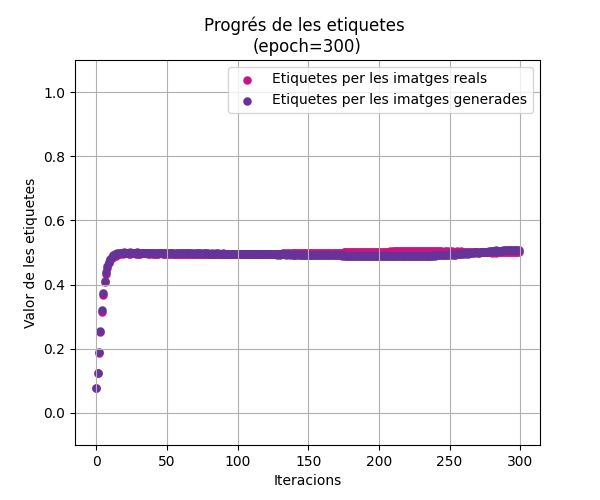 Progrés de les etiquetes
(epoch=300)
Etiquetes per les imatges reals
Etiquetes per les imatges generades
1.0
0.8
0.6
0.4
0.2
0.0
Valor de les etiquetes
0 50 100 150 200 250 300
Iteracions